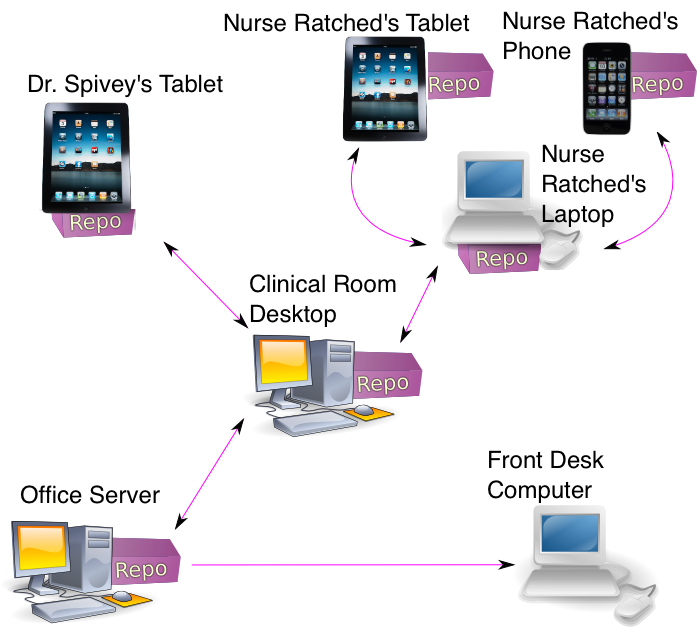 Nurse Ratched's Tablet
Repo
Nurse Ratched's
Phone
Repo
Dr. Spivey's Tablet
Repo
Nurse
Ratched's
Laptop
Repo
Clinical Room
Desktop
Repo
Office Server
Repo
Front Desk
Computer